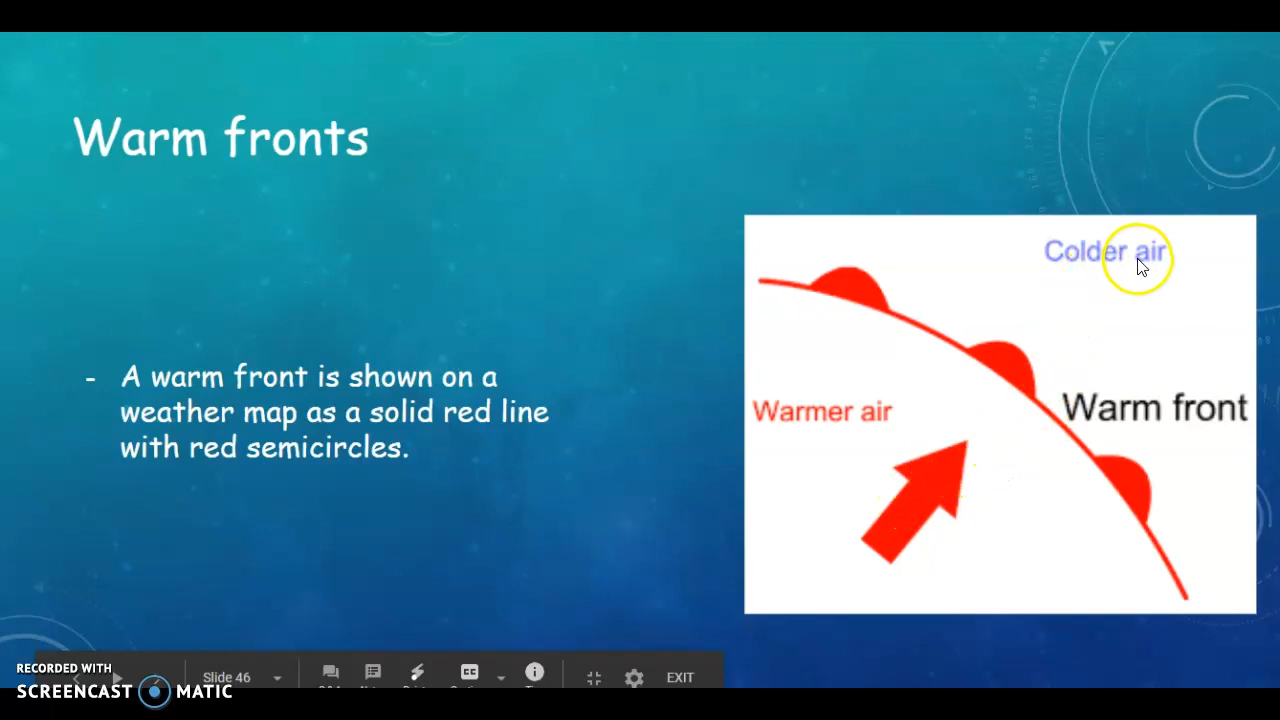 Warm fronts
- A warm front is shown on a
weather map as a solid red line
with red semicircles.
Colder air
Warmer air
Warm front
RECORDED WITH
SCREENCAST MATIC
Slide 46
CC
EXIT